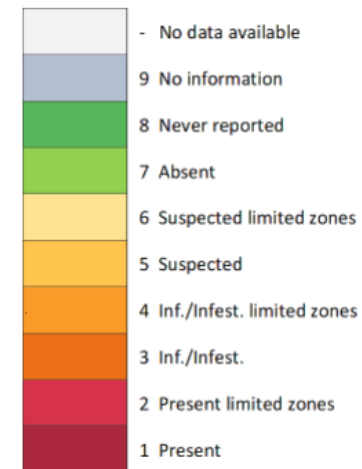 - No data available
9 No information
8 Never reported
7 Absent
6 Suspected limited zones
5 Suspected
4 Inf./Infest. limited zones
3 Inf./Infest.
2 Present limited zones
1 Present